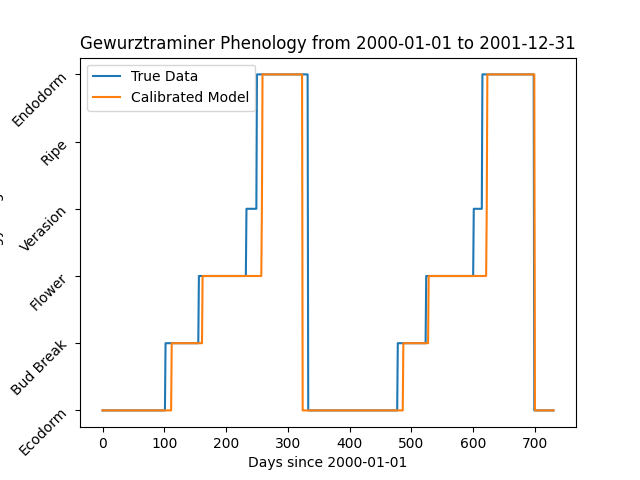 Gewurztraminer Phenology from 2000-01-01 to 2001-12-31
True Data
Calibrated Model
Endodorm
Ripe
Verasion
Flower
Bud Break
Ecodorm
0 100 200 300 400 500 600 700
Days since 2000-01-01